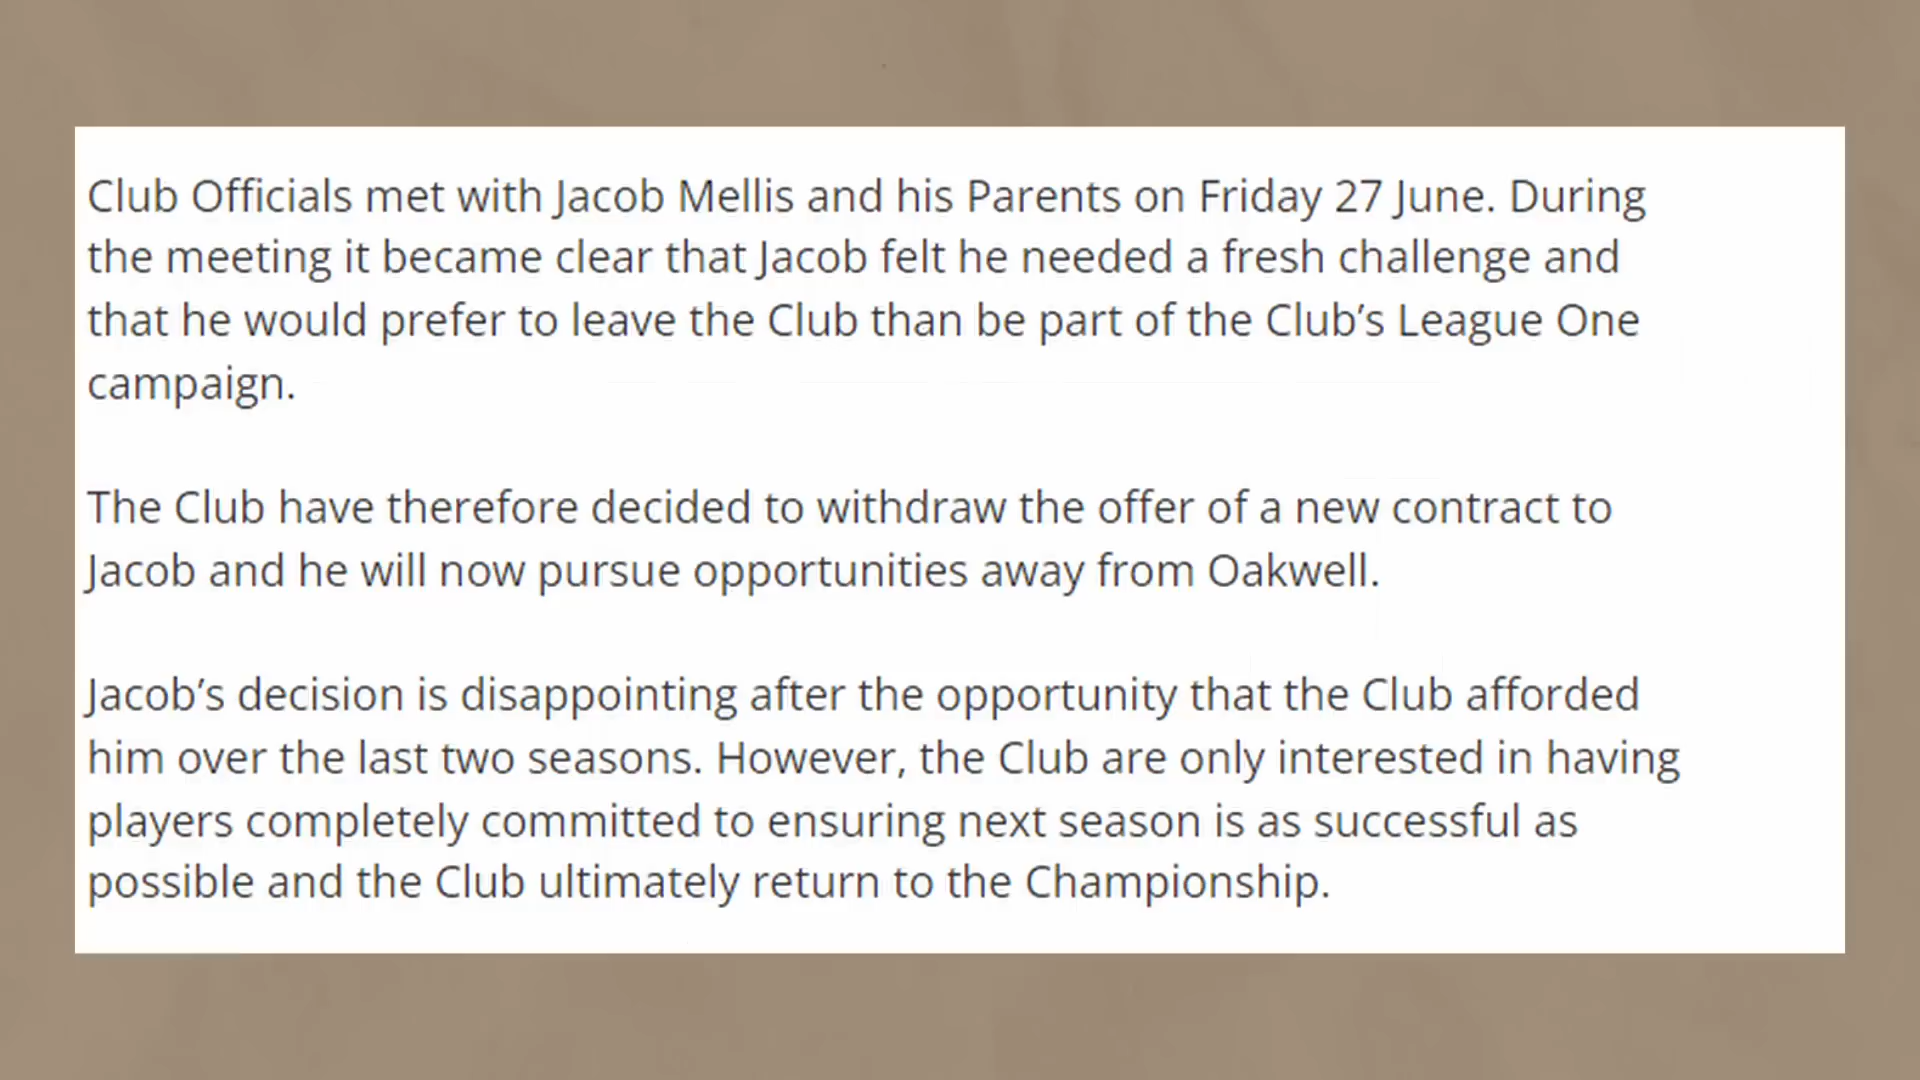 Club Officials met with Jacob Mellis and his Parents on Friday 27 June. During
the meeting it became clear that Jacob felt he needed a fresh challenge and
that he would prefer to leave the Club than be part of the Club’s League One
campaign.
The Club have therefore decided to withdraw the offer of a new contract to
Jacob and he will now pursue opportunities away from Oakwell.
Jacob’s decision is disappointing after the opportunity that the Club afforded
him over the last two seasons. However, the Club are only interested in having
players completely committed to ensuring next season is as successful as
possible and the Club ultimately return to the Championship.